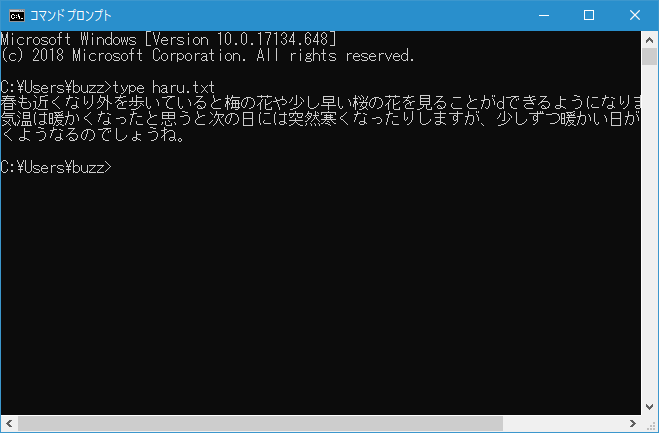 コマンドプロンプト
Microsoft Windows [Version 10.0.17134.648]
(c) 2018 Microsoft Corporation. All rights reserved.
C:¥Users¥buzz>type haru.txt
春も近くなり外を歩いていると梅の花や少し早い桜の花を見ることがdできるようになりま
気温は暖かくなったと思うと次の日には突然寒くなったりしますが、少しずつ暖かい日が
くようなるのでしょうね。
C:¥Users¥buzz>